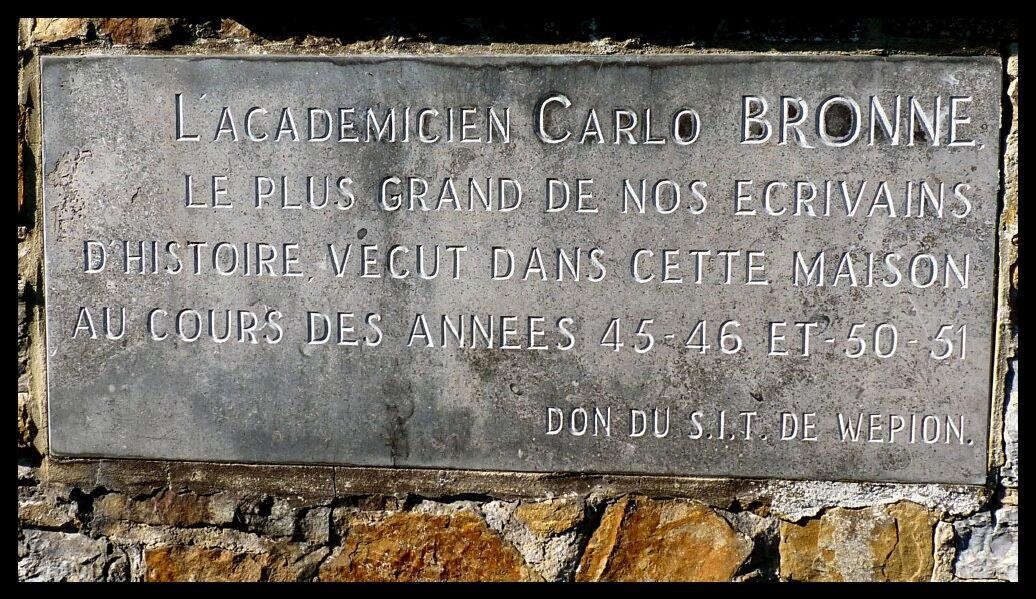 L'ACADEMICIEN CARLO BRONNE,
LE PLUS GRAND DE NOS ECRIVAINS
D'HISTOIRE, VECUT DANS CETTE MAISON
AU COURS DES ANNEES 45-46 ET-50-51
DON DU S.I.T. DE WEPION.